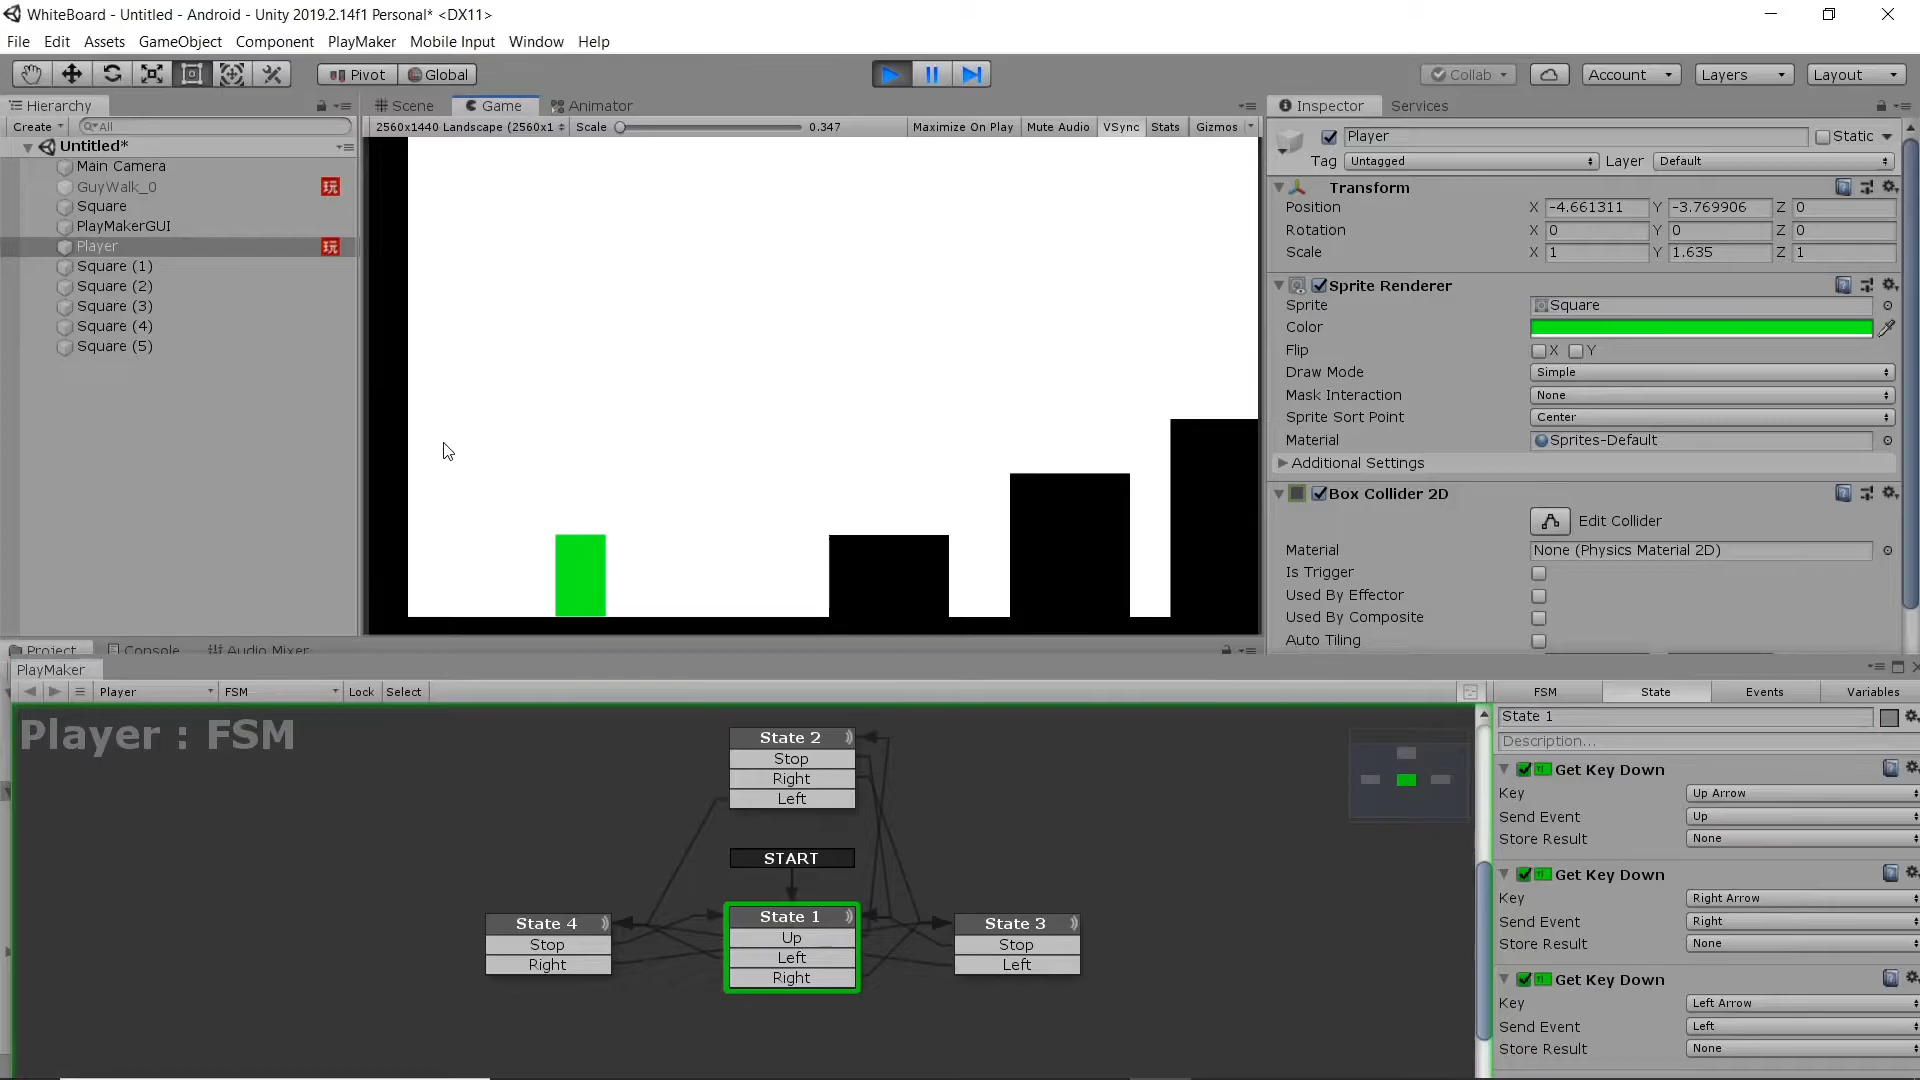 WhiteBoard - Untitled - Android - Unity 2019.2.14f1 Personal* <DX11>
File Edit Assets GameObject Component PlayMaker Mobile Input Window Help
Pivot Global Collab Account Layers Layout
Hierarchy Scene Game Animator Inspector Services
Create All 2560x1440 Landscape (2560x1 Scale 0.347 Maximize On Play Mute Audio VSync Stats Gizmos
Untitled*
Main Camera
GuyWalk_0 玩
Square
PlayMakerGUI
Player 玩
Square (1)
Square (2)
Square (3)
Square (4)
Square (5)
Player Static
Tag Untagged Layer Default
Transform
Position X -4.661311 Y -3.769906 Z 0
Rotation X 0 Y 0 Z 0
Scale X 1 Y 1.635 Z 1
Sprite Renderer
Sprite Square
Color
Flip X Y
Draw Mode Simple
Mask Interaction None
Sprite Sort Point Center
Material Sprites-Default
Additional Settings
Box Collider 2D
Edit Collider
Material None (Physics Material 2D)
Is Trigger
Used By Effector
Used By Composite
Auto Tiling
Project Console Audio Mixer
PlayMaker
Player FSM Lock Select
Player : FSM
State 2
Stop
Right
Left
START
State 4
Stop
Right
State 1
Up
Left
Right
State 3
Stop
Left
FSM State Events Variables
State 1
Description...
Get Key Down
Key Up Arrow
Send Event Up
Store Result None
Get Key Down
Key Right Arrow
Send Event Right
Store Result None
Get Key Down
Key Left Arrow
Send Event Left
Store Result None